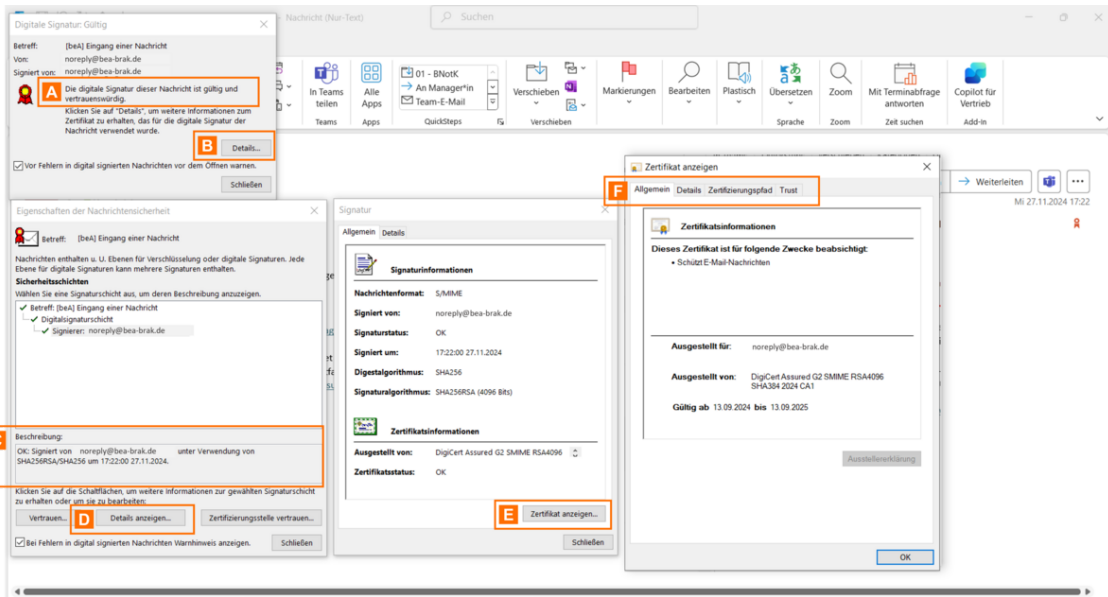 Nachricht (Nur-Text)
Suchen
Digitale Signatur: Gültig
Betreff: [beA] Eingang einer Nachricht
Von: noreply@bea-brak.de
Signiert von: noreply@bea-brak.de
A
Die digitale Signatur dieser Nachricht ist gültig und
vertrauenswürdig.
Klicken Sie auf "Details", um weitere Informationen zum
Zertifikat zu erhalten, das für die digitale Signatur der
Nachricht verwendet wurde.
B
Details...
Vor Fehlern in digital signierten Nachrichten vor dem Öffnen warnen.
Schließen
In Teams
teilen
Teams
Alle
Apps
Apps
01 - BNotK
An Manager*in
Team-E-Mail
QuickSteps
Verschieben
Verschieben
Markierungen
Bearbeiten
Plastisch
Übersetzen
Sprache
Zoom
Zoom
Mit Terminabfrage
antworten
Zeit suchen
Copilot für
Vertrieb
Add-In
Weiterleiten
Mi 27.11.2024 17:22
Eigenschaften der Nachrichtensicherheit
Betreff: [beA] Eingang einer Nachricht
Nachrichten enthalten u. U. Ebenen für Verschlüsselung oder digitale Signaturen. Jede
Ebene für digitale Signaturen kann mehrere Signaturen enthalten.
Sicherheitsschichten
Wählen Sie eine Signaturschicht aus, um deren Beschreibung anzuzeigen.
Betreff: [beA] Eingang einer Nachricht
Digitalsignaturschicht
Signierer: noreply@bea-brak.de
Beschreibung:
OK: Signiert von noreply@bea-brak.de unter Verwendung von
SHA256RSA/SHA256 um 17:22:00 27.11.2024.
Klicken Sie auf die Schaltflächen, um weitere Informationen zur gewählten Signaturschicht
zu erhalten oder um sie zu bearbeiten:
Vertrauen...
D
Details anzeigen...
Zertifizierungsstelle vertrauen...
Bei Fehlern in digital signierten Nachrichten Warnhinweis anzeigen.
Schließen
Signatur
Allgemein Details
Signaturinformationen
Nachrichtenformat: S/MIME
Signiert von: noreply@bea-brak.de
Signaturstatus: OK
Signiert um: 17:22:00 27.11.2024
Digestalgorithmus: SHA256
Signaturalgorithmus: SHA256RSA (4096 Bits)
Zertifikatsinformationen
Ausgestellt von: DigiCert Assured G2 SMIME RSA4096
Zertifikatsstatus: OK
E
Zertifikat anzeigen...
Schließen
Zertifikat anzeigen
F
Allgemein Details Zertifizierungspfad Trust
Zertifikatsinformationen
Dieses Zertifikat ist für folgende Zwecke beabsichtigt:
• Schützt E-Mail-Nachrichten
Ausgestellt für: noreply@bea-brak.de
Ausgestellt von: DigiCert Assured G2 SMIME RSA4096
SHA384 2024 CA1
Gültig ab 13.09.2024 bis 13.09.2025
Ausstellererklärung
OK